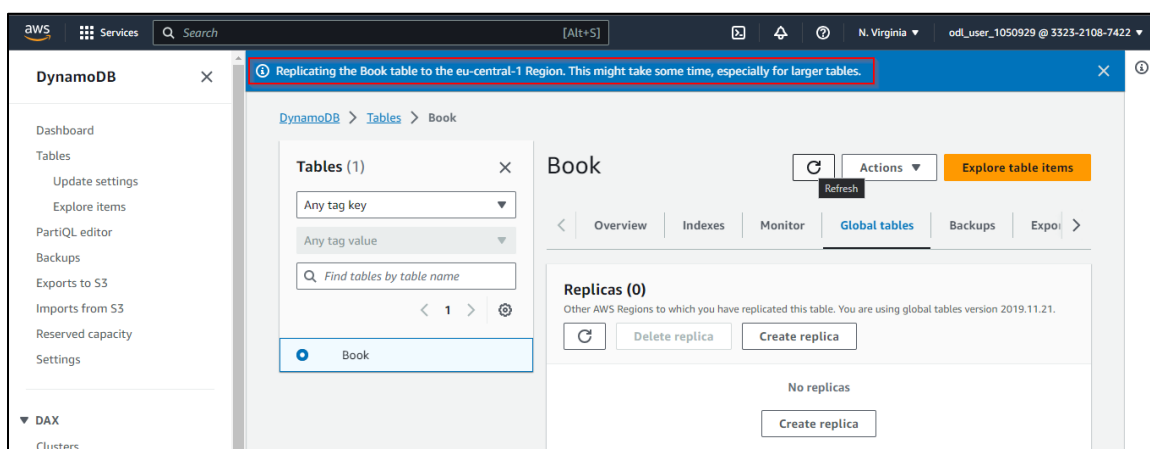 aws
Services
Search
[Alt+S]
N. Virginia
odl_user_1050929 @ 3323-2108-7422
DynamoDB
Dashboard
Tables
Update settings
Explore items
PartiQL editor
Backups
Exports to S3
Imports from S3
Reserved capacity
Settings
DAX
Clusters
Replicating the Book table to the eu-central-1 Region. This might take some time, especially for larger tables.
DynamoDB > Tables > Book
Tables (1)
Any tag key
Any tag value
Find tables by table name
1
Book
Book
Actions
Explore table items
Refresh
Overview
Indexes
Monitor
Global tables
Backups
Expo
Replicas (0)
Other AWS Regions to which you have replicated this table. You are using global tables version 2019.11.21.
Delete replica
Create replica
No replicas
Create replica